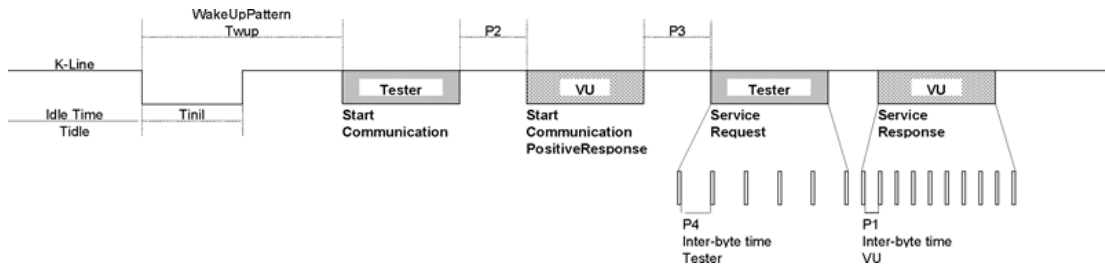 WakeUpPattern
Twup
P2
P3
K-Line
Tester
VU
Tester
VU
Idle Time
Tidle
Tinil
Start
Communication
Start
Communication
PositiveResponse
Service
Request
Service
Response
P4
Inter-byte time
Tester
P1
Inter-byte time
VU